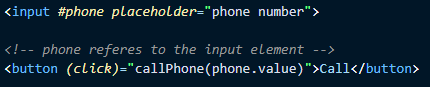 <input #phone placeholder="phone number">
<!-- phone referes to the input element -->
<button (click)="callPhone(phone.value)">Call</button>